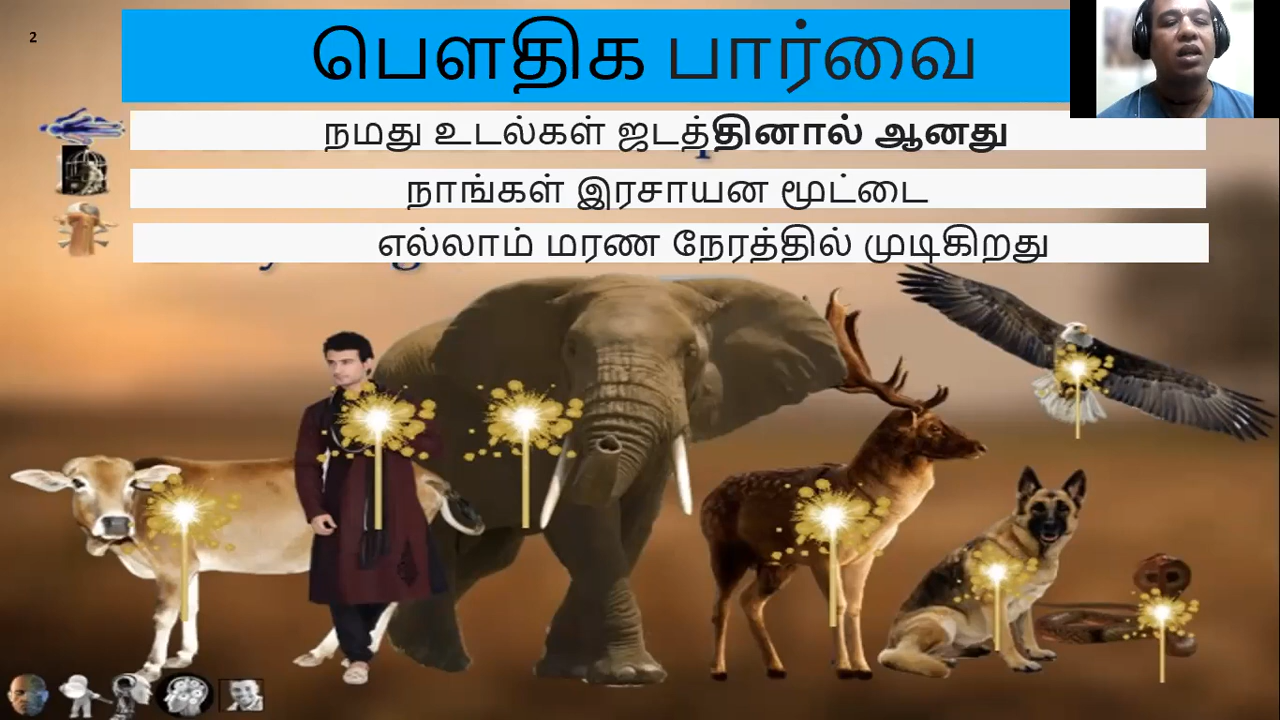 2
பௌதிக பார்வை
நமது உடல்கள் ஜடத்தினால் ஆனது
நாங்கள் இரசாயன மூட்டை
எல்லாம் மரண நேரத்தில் முடிகிறது